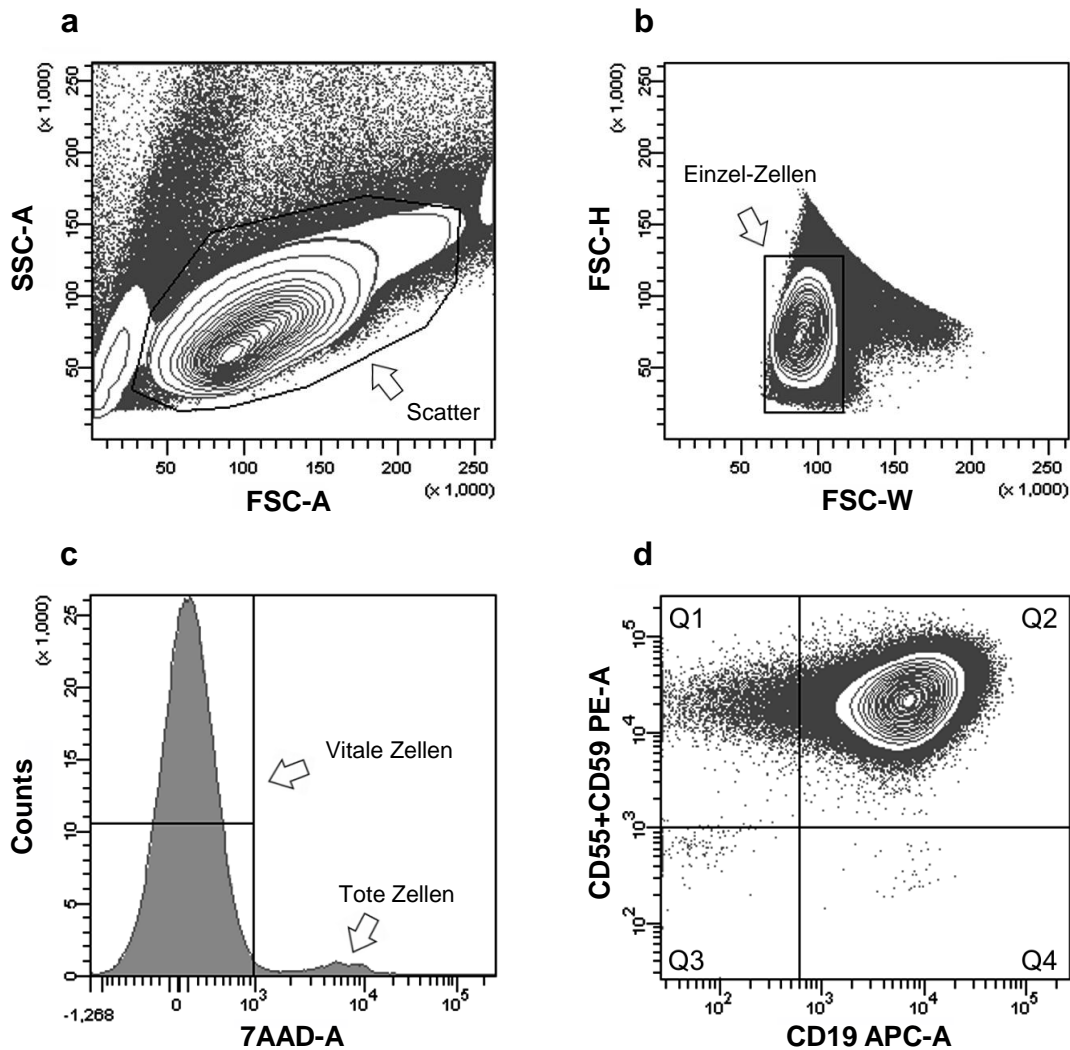 a
(x 1,000)
250
200
150
100
50
SSC-A
Scatter
50 100 150 200 250
(x 1,000)
FSC-A
b
(x 1,000)
250
200
150
100
50
FSC-H
Einzel-Zellen
50 100 150 200 250
(x 1,000)
FSC-W
c
(x 1,000)
25
20
15
10
5
0
Counts
Vitale Zellen
Tote Zellen
-1,268 0 10³ 10⁴ 10⁵
7AAD-A
d
Q1 Q2
10⁵
10⁴
10³
10²
CD55+CD59 PE-A
Q3 Q4
10² 10³ 10⁴ 10⁵
CD19 APC-A